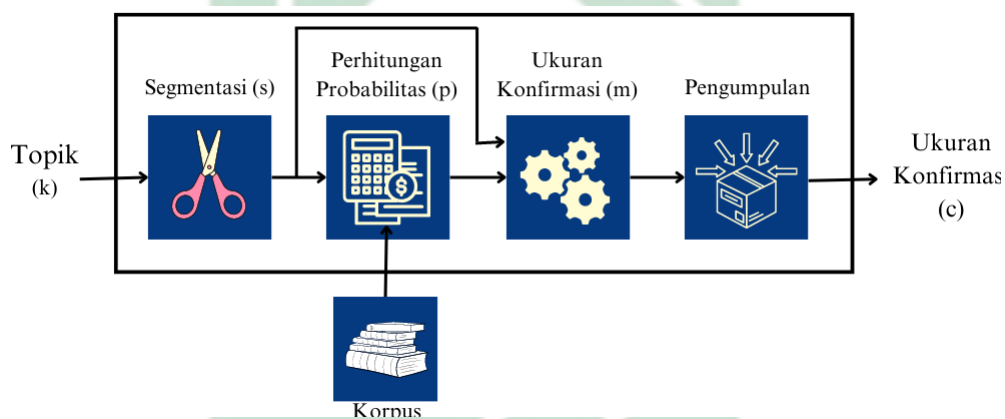 Topik
(k)
Segmentasi (s)
Perhitungan
Probabilitas (p)
Ukuran
Konfirmasi (m)
Pengumpulan
Ukuran
Konfirmas
(c)
$
Korpus